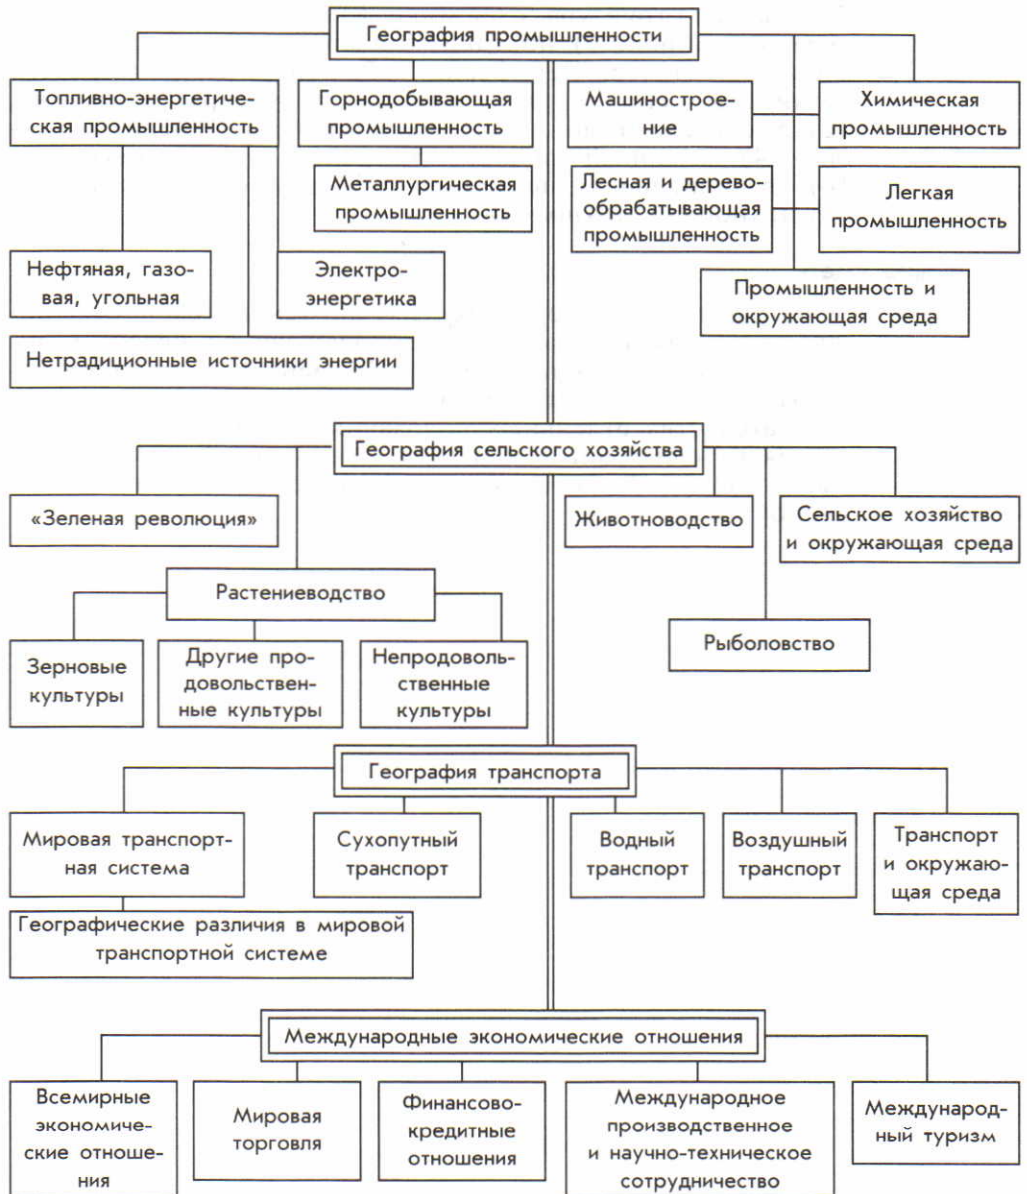 География промышленности
Топливно-энергетиче-
ская промышленность
Горнодобывающая
промышленность
Машинострое-
ние
Химическая
промышленность
Металлургическая
промышленность
Лесная и дерево-
обрабатывающая
промышленность
Легкая
промышленность
Нефтяная, газо-
вая, угольная
Электро-
энергетика
Промышленность и
окружающая среда
Нетрадиционные источники энергии
География сельского хозяйства
«Зеленая революция»
Животноводство
Сельское хозяйство
и окружающая среда
Растениеводство
Рыболовство
Зерновые
культуры
Другие про-
довольствен-
ные культуры
Непродоволь-
ственные
культуры
География транспорта
Мировая транспорт-
ная система
Сухопутный
транспорт
Водный
транспорт
Воздушный
транспорт
Транспорт
и окружаю-
щая среда
Географические различия в мировой
транспортной системе
Международные экономические отношения
Всемирные
экономиче-
ские отноше-
ния
Мировая
торговля
Финансово-
кредитные
отношения
Международное
производственное
и научно-техническое
сотрудничество
Международ-
ный туризм